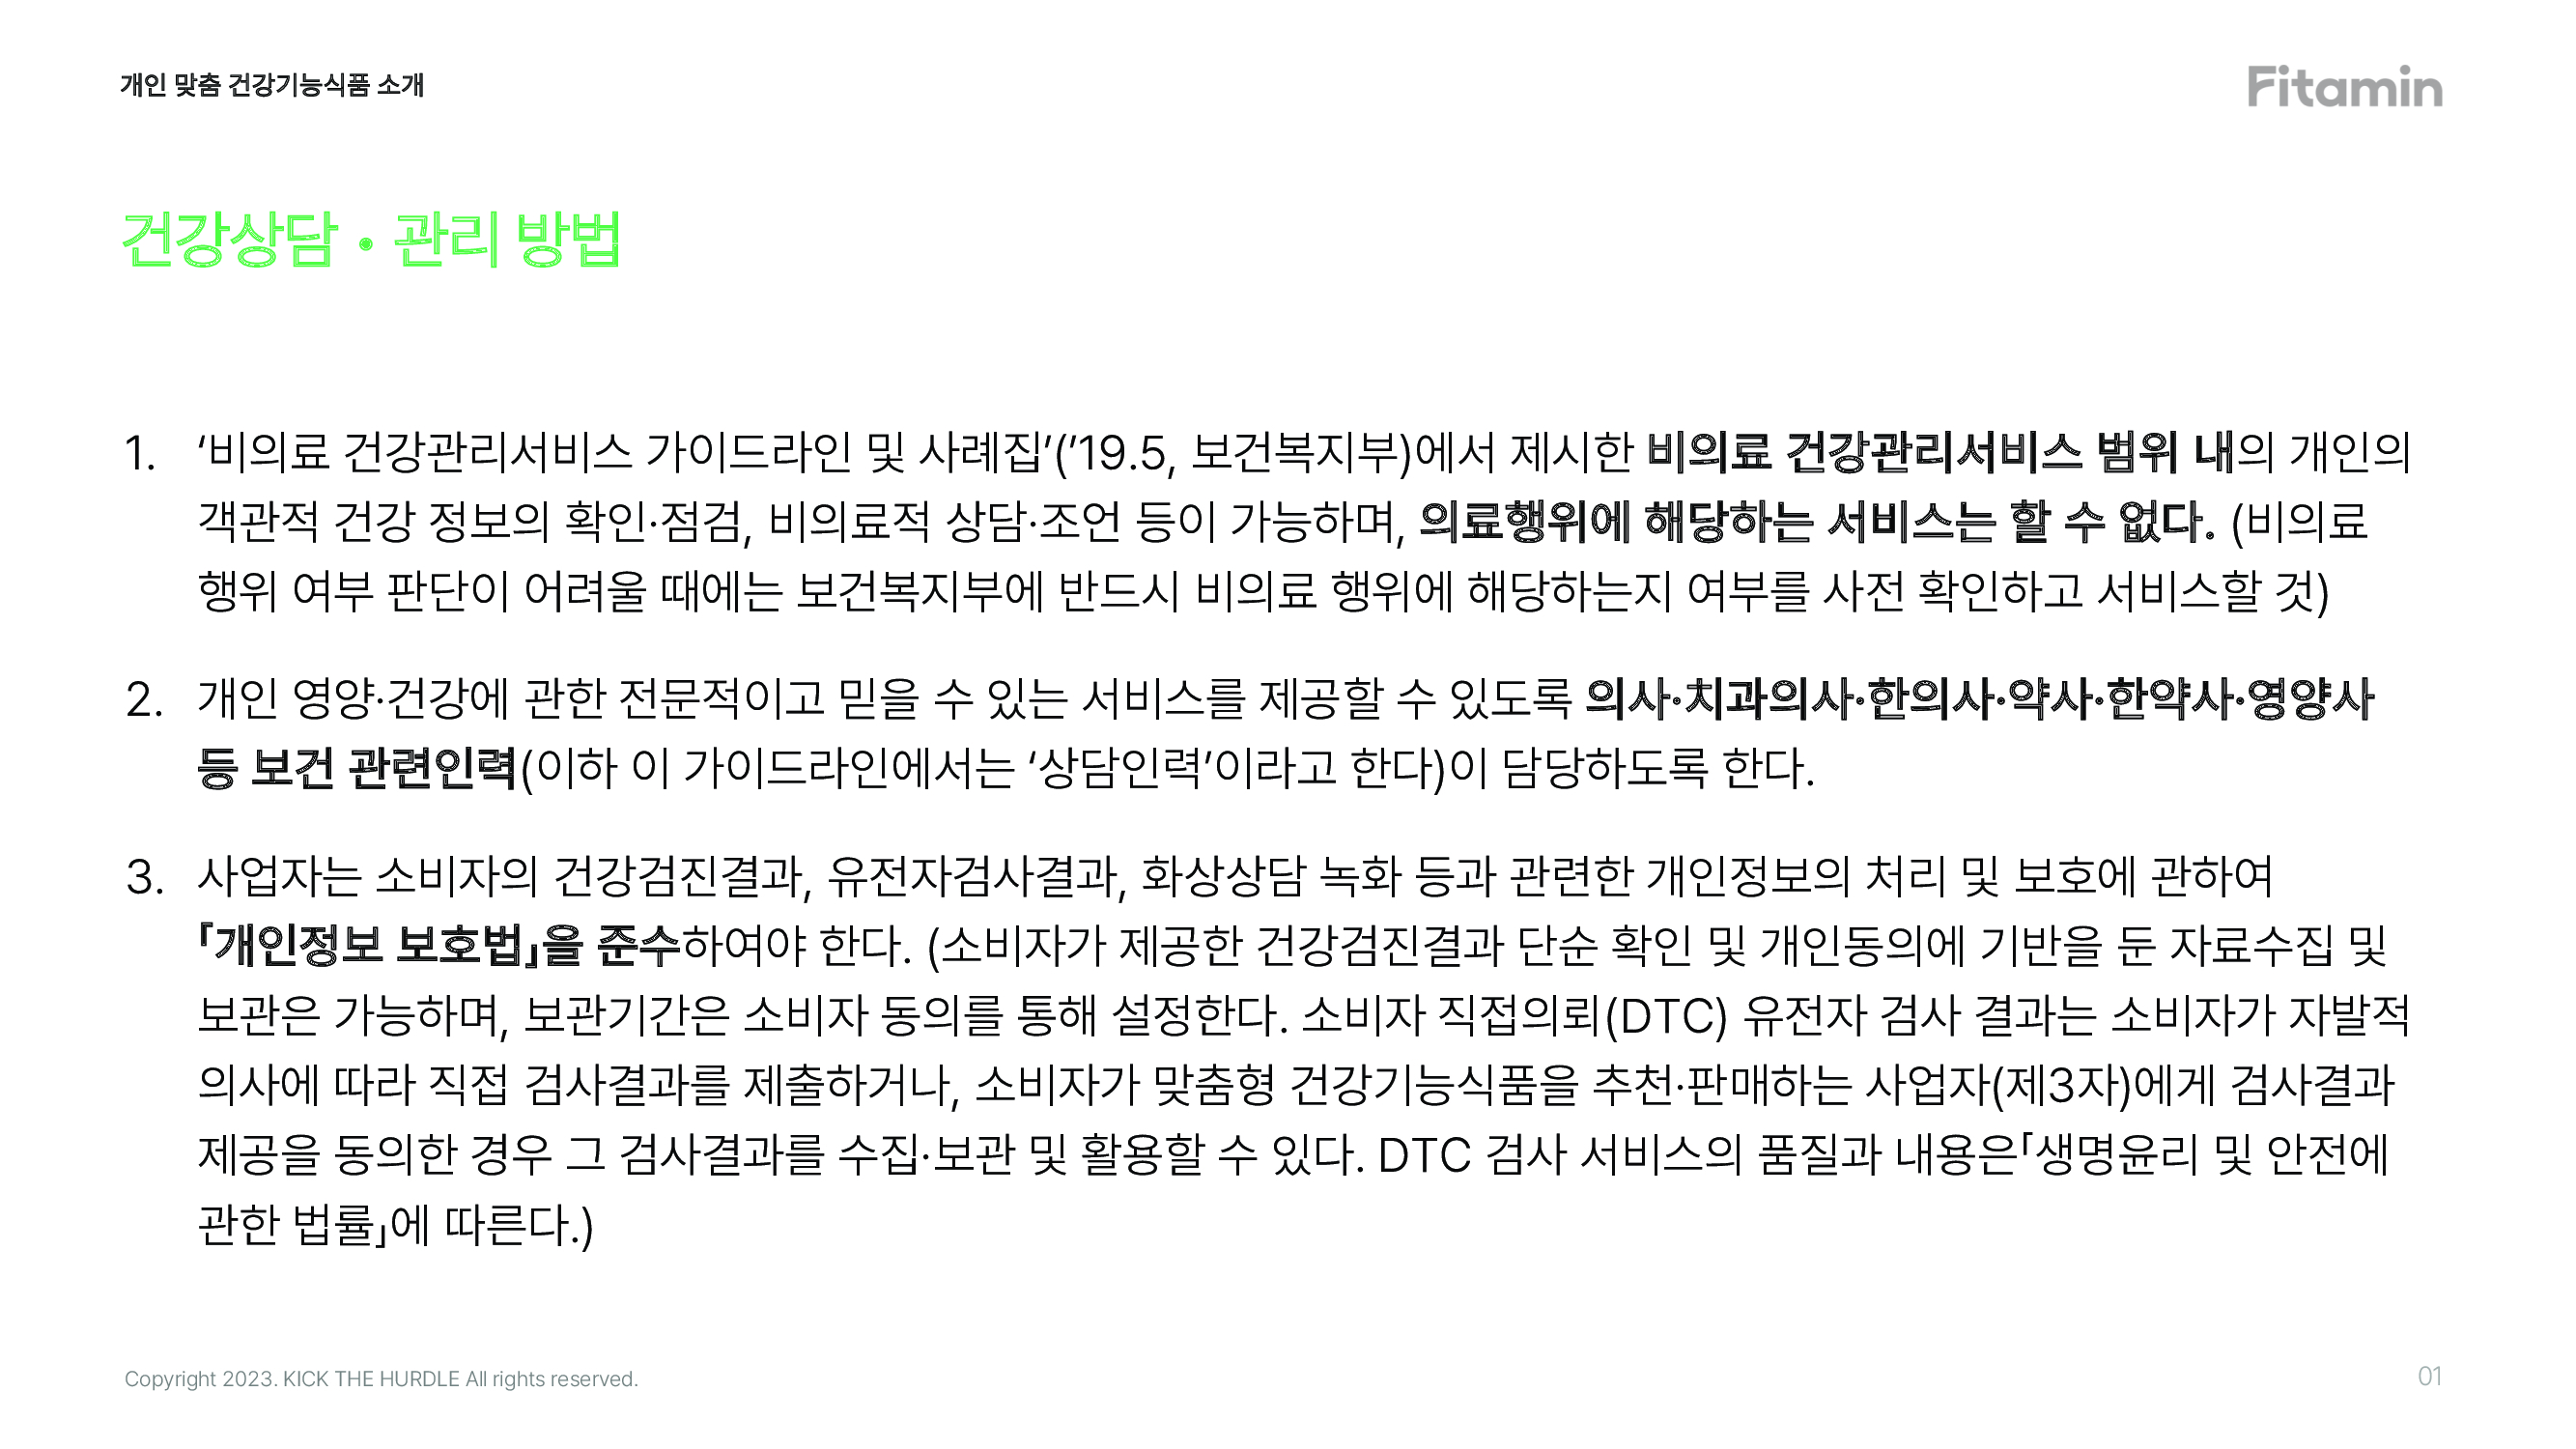 개인 맞춤 건강기능식품 소개
Fitamin
건강상담 • 관리 방법
1. ‘비의료 건강관리서비스 가이드라인 및 사례집’(’19.5, 보건복지부)에서 제시한 비의료 건강관리서비스 범위 내의 개인의
객관적 건강 정보의 확인·점검, 비의료적 상담·조언 등이 가능하며, 의료행위에 해당하는 서비스는 할 수 없다. (비의료
행위 여부 판단이 어려울 때에는 보건복지부에 반드시 비의료 행위에 해당하는지 여부를 사전 확인하고 서비스할 것)
2. 개인 영양·건강에 관한 전문적이고 믿을 수 있는 서비스를 제공할 수 있도록 의사·치과의사·한의사·약사·한약사·영양사
등 보건 관련인력(이하 이 가이드라인에서는 ‘상담인력’이라고 한다)이 담당하도록 한다.
3. 사업자는 소비자의 건강검진결과, 유전자검사결과, 화상상담 녹화 등과 관련한 개인정보의 처리 및 보호에 관하여
「개인정보 보호법」을 준수하여야 한다. (소비자가 제공한 건강검진결과 단순 확인 및 개인동의에 기반을 둔 자료수집 및
보관은 가능하며, 보관기간은 소비자 동의를 통해 설정한다. 소비자 직접의뢰(DTC) 유전자 검사 결과는 소비자가 자발적
의사에 따라 직접 검사결과를 제출하거나, 소비자가 맞춤형 건강기능식품을 추천·판매하는 사업자(제3자)에게 검사결과
제공을 동의한 경우 그 검사결과를 수집·보관 및 활용할 수 있다. DTC 검사 서비스의 품질과 내용은「생명윤리 및 안전에
관한 법률」에 따른다.)
Copyright 2023. KICK THE HURDLE All rights reserved.
01